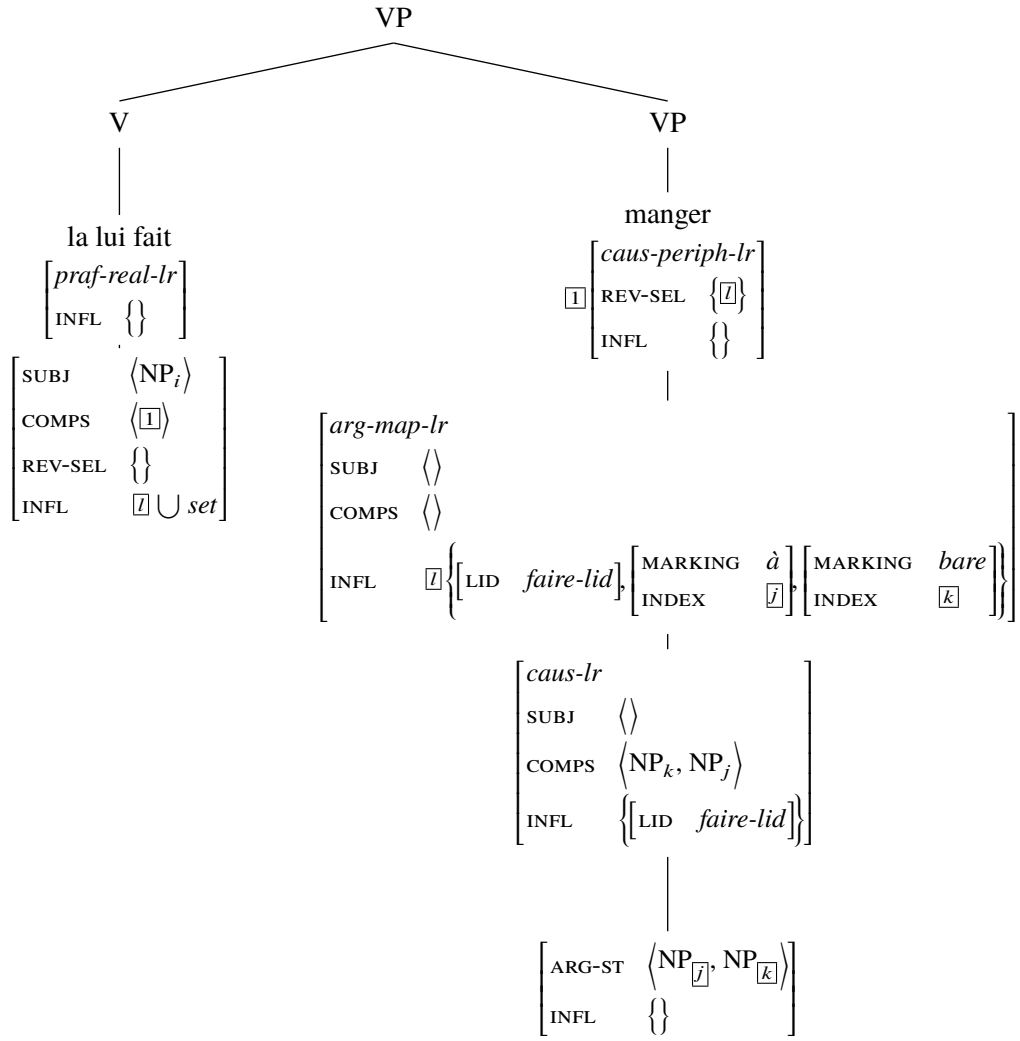 VP
V VP
la lui fait
praf-real-lr
INFL {}
SUBJ ⟨NP_i⟩
COMPS ⟨[1]⟩
REV-SEL {}
INFL [l] ⋃ set
manger
[1]
caus-periph-lr
REV-SEL {[l]}
INFL {}
arg-map-lr
SUBJ ⟨⟩
COMPS ⟨⟩
INFL [l] {[LID faire-lid], [MARKING à
INDEX [j]], [MARKING bare
INDEX [k]]}
caus-lr
SUBJ ⟨⟩
COMPS ⟨NP_k, NP_j⟩
INFL {[LID faire-lid]}
ARG-ST ⟨NP_[j], NP_[k]⟩
INFL {}